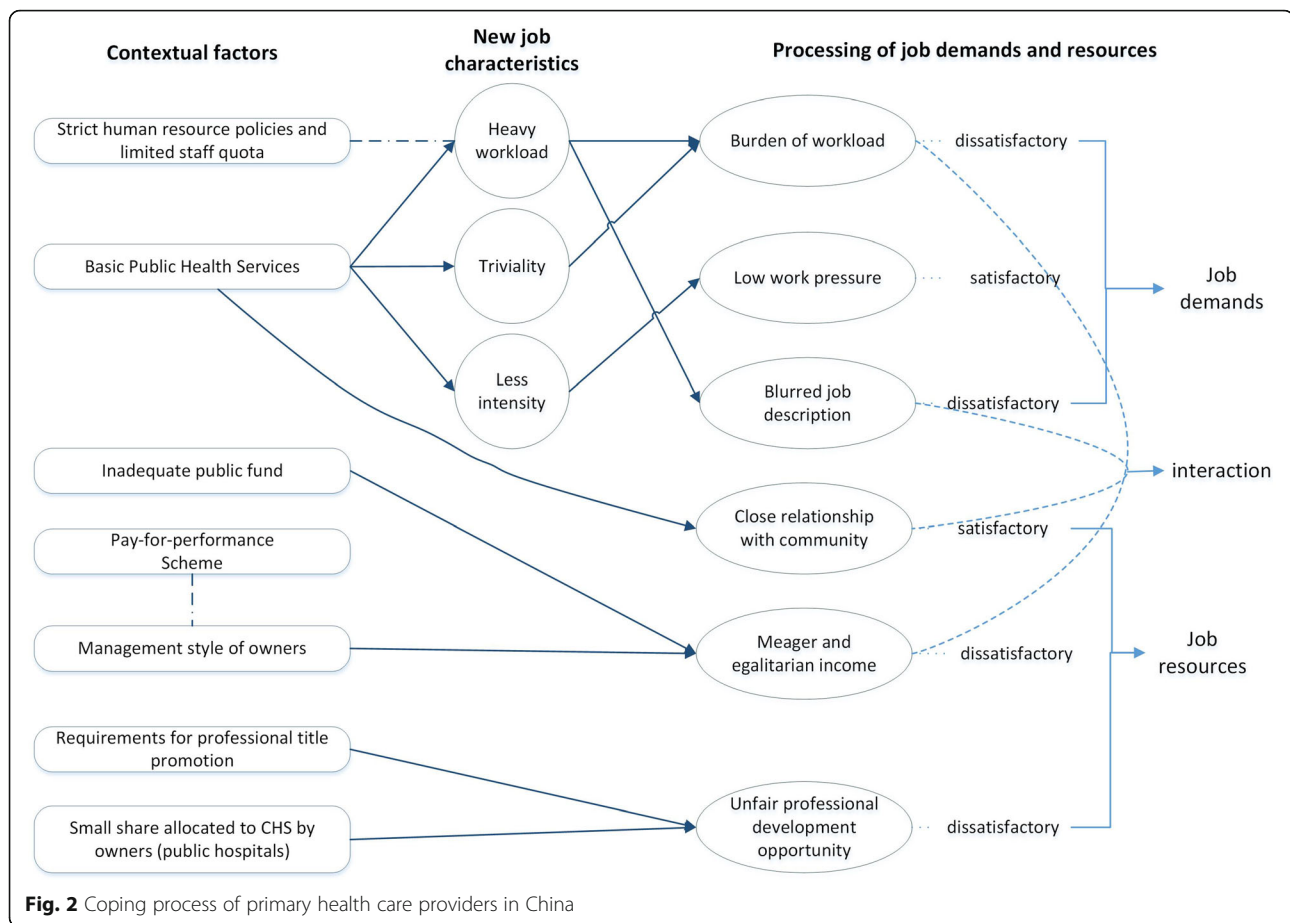 Contextual factors
New job
characteristics
Processing of job demands and resources
Strict human resource policies and
limited staff quota
Heavy
workload
Burden of workload
dissatisfactory
Basic Public Health Services
Triviality
Low work pressure
satisfactory
Job
demands
Less
intensity
Blurred job
description
dissatisfactory
Inadequate public fund
interaction
Close relationship
with community
satisfactory
Pay-for-performance
Scheme
Management style of owners
Meager and
egalitarian income
dissatisfactory
Job
resources
Requirements for professional title
promotion
Small share allocated to CHS by
owners (public hospitals)
Unfair professional
development
opportunity
dissatisfactory
Fig. 2 Coping process of primary health care providers in China